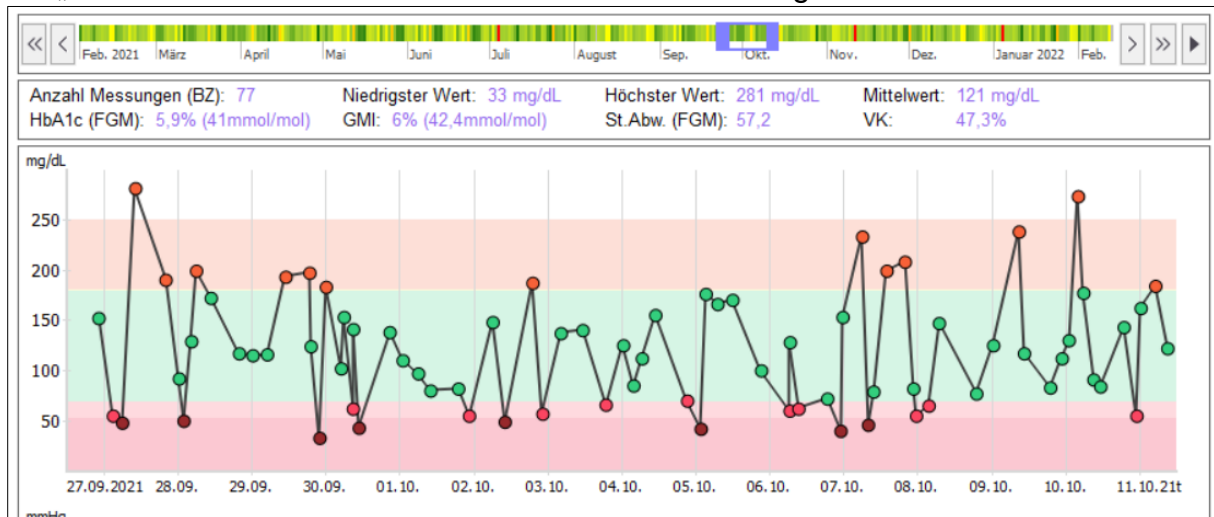 Feb. 2021 März April Mai Juni Juli August Sep. Okt. Nov. Dez. Januar 2022 Feb.
Anzahl Messungen (BZ): 77 Niedrigster Wert: 33 mg/dL Höchster Wert: 281 mg/dL Mittelwert: 121 mg/dL
HbA1c (FGM): 5,9% (41mmol/mol) GMI: 6% (42,4mmol/mol) St.Abw. (FGM): 57,2 VK: 47,3%
mg/dL
250
200
150
100
50
27.09.2021 28.09. 29.09. 30.09. 01.10. 02.10. 03.10. 04.10. 05.10. 06.10. 07.10. 08.10. 09.10. 10.10. 11.10.21t